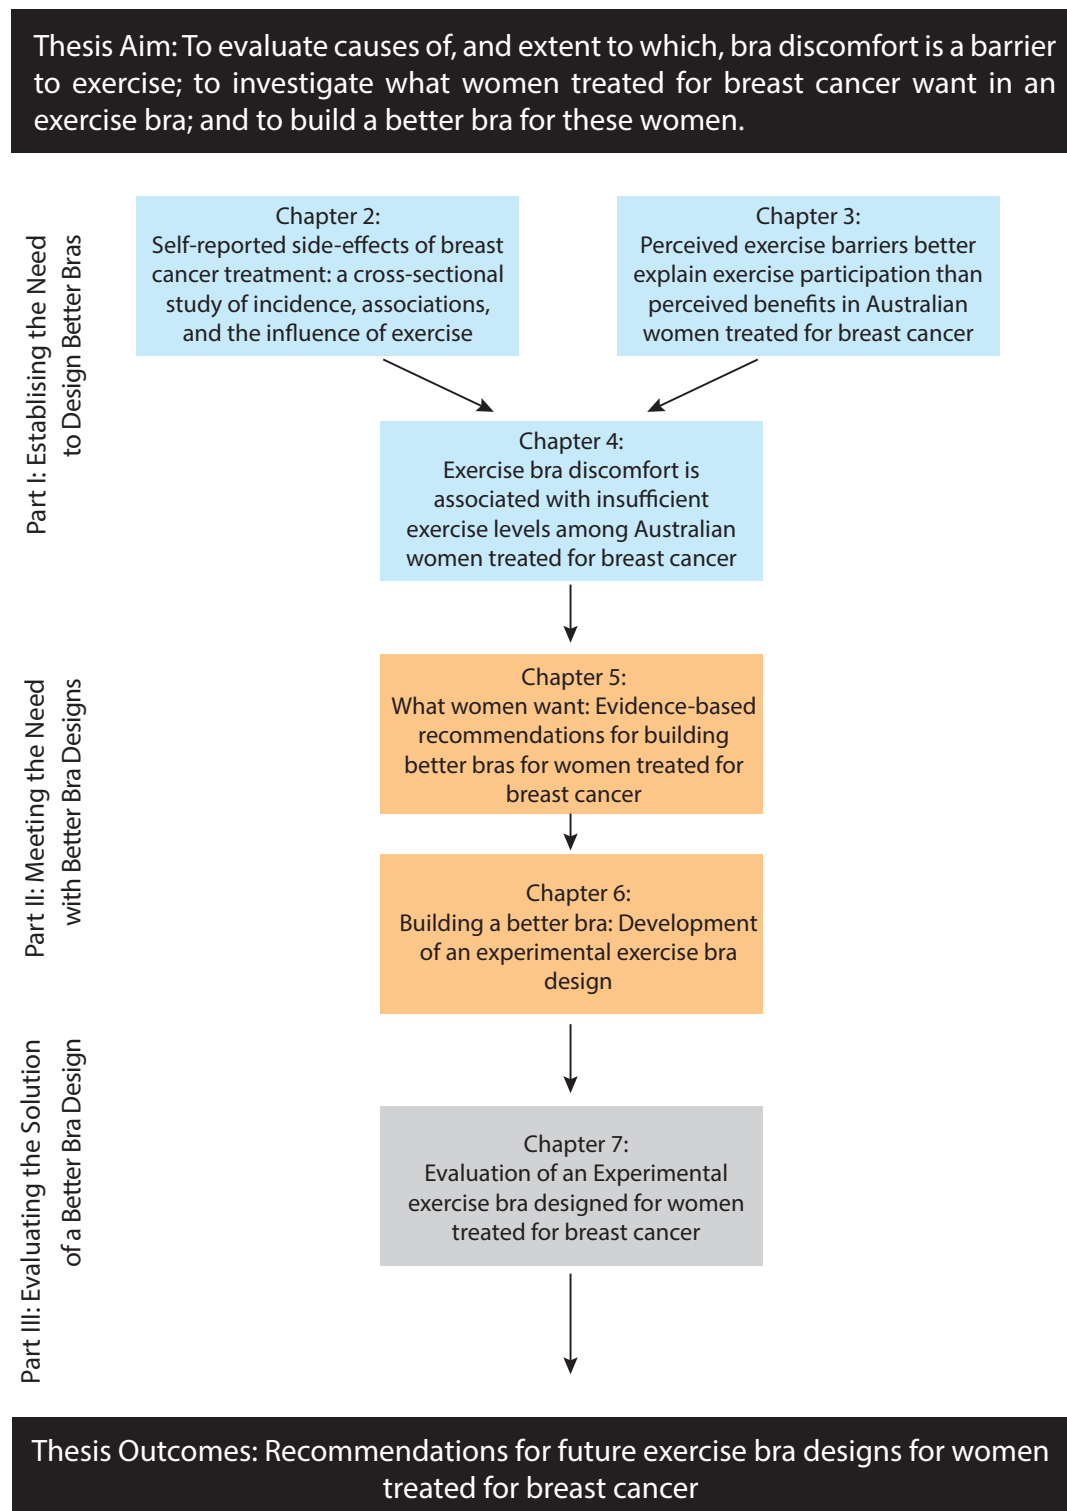 Thesis Aim: To evaluate causes of, and extent to which, bra discomfort is a barrier
to exercise; to investigate what women treated for breast cancer want in an
exercise bra; and to build a better bra for these women.
Part I: Establising the Need
to Design Better Bras
Chapter 2:
Self-reported side-effects of breast
cancer treatment: a cross-sectional
study of incidence, associations,
and the influence of exercise
Chapter 3:
Perceived exercise barriers better
explain exercise participation than
perceived benefits in Australian
women treated for breast cancer
Chapter 4:
Exercise bra discomfort is
associated with insufficient
exercise levels among Australian
women treated for breast cancer
Part II: Meeting the Need
with Better Bra Designs
Chapter 5:
What women want: Evidence-based
recommendations for building
better bras for women treated for
breast cancer
Chapter 6:
Building a better bra: Development
of an experimental exercise bra
design
Part III: Evaluating the Solution
of a Better Bra Design
Chapter 7:
Evaluation of an Experimental
exercise bra designed for women
treated for breast cancer
Thesis Outcomes: Recommendations for future exercise bra designs for women
treated for breast cancer